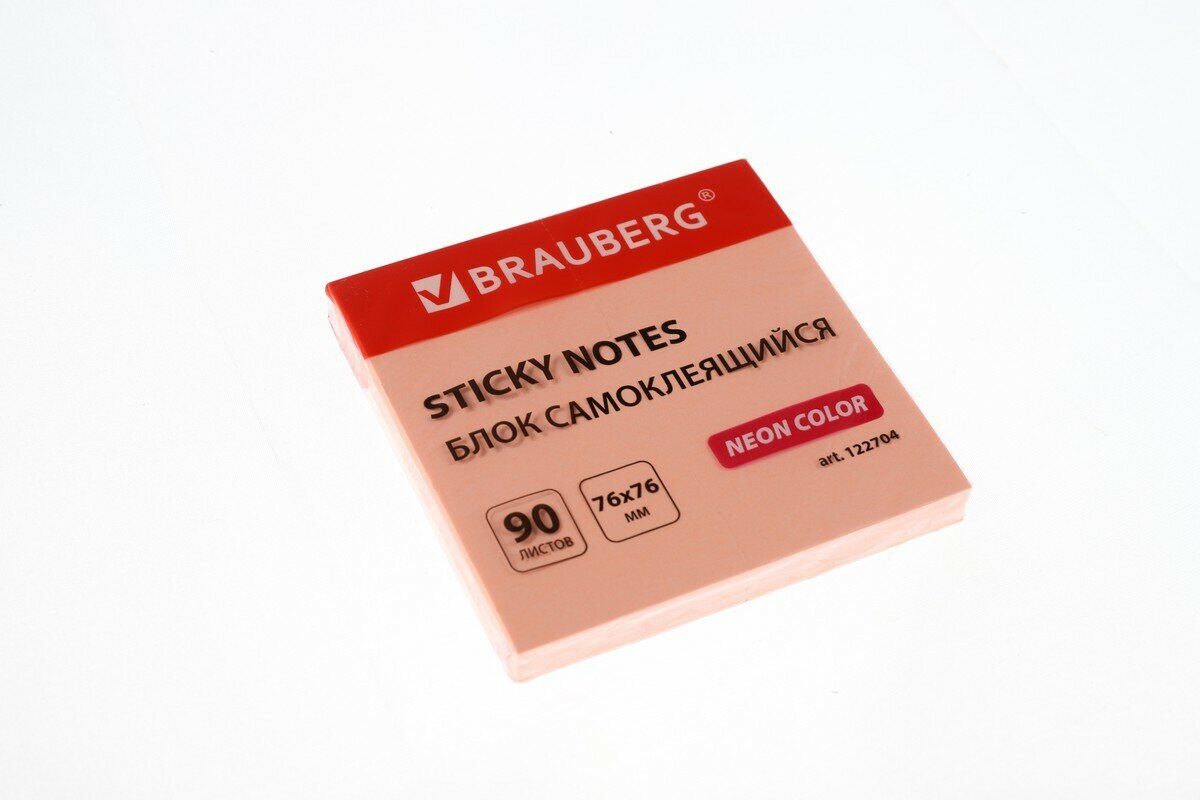 BRAUBERG®
STICKY NOTES
БЛОК САМОКЛЕЯЩИЙСЯ
NEON COLOR
art. 122704
90
ЛИСТОВ
76x76
ММ